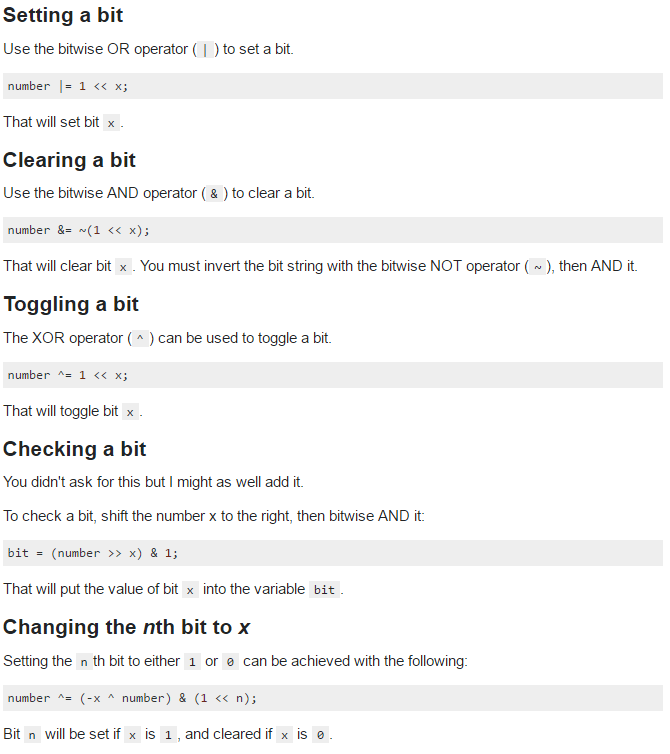 Setting a bit
Use the bitwise OR operator ( | ) to set a bit.
number |= 1 << x;
That will set bit x .
Clearing a bit
Use the bitwise AND operator ( & ) to clear a bit.
number &= ~(1 << x);
That will clear bit x . You must invert the bit string with the bitwise NOT operator ( ~ ), then AND it.
Toggling a bit
The XOR operator ( ^ ) can be used to toggle a bit.
number ^= 1 << x;
That will toggle bit x .
Checking a bit
You didn't ask for this but I might as well add it.
To check a bit, shift the number x to the right, then bitwise AND it:
bit = (number >> x) & 1;
That will put the value of bit x into the variable bit .
Changing the nth bit to x
Setting the n th bit to either 1 or 0 can be achieved with the following:
number ^= (-x ^ number) & (1 << n);
Bit n will be set if x is 1 , and cleared if x is 0 .